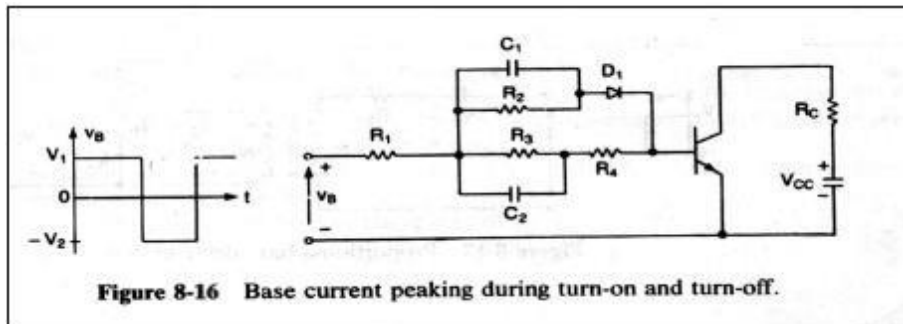 C₁
D₁
R₂
R₁
R₃
R₄
C₂
R_C
+
V_CC
−
v_B
V₁
0
t
−V₂
+
v_B
−
Figure 8-16 Base current peaking during turn-on and turn-off.